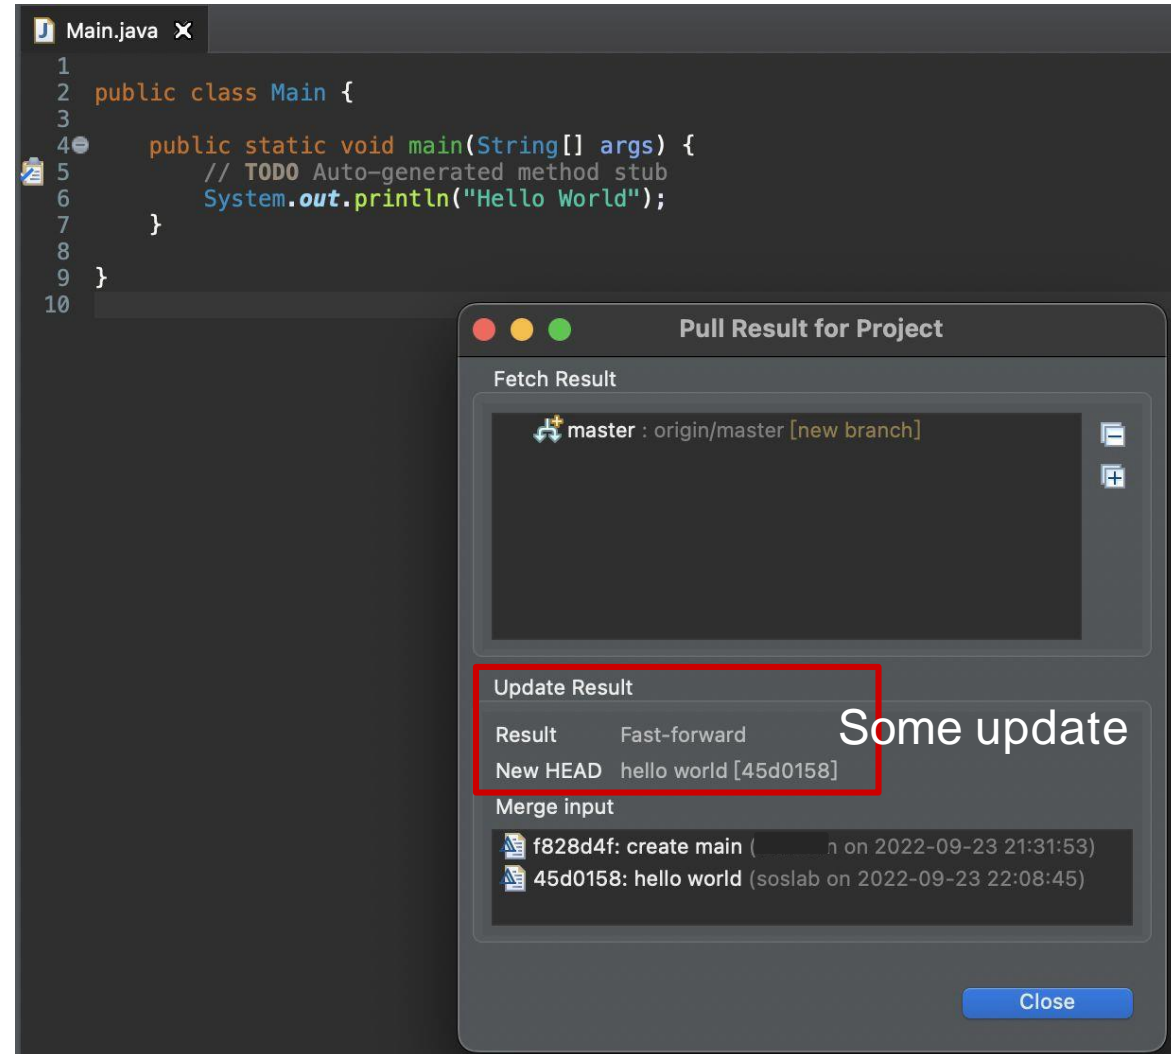 Main.java
1
2 public class Main {
3
4 public static void main(String[] args) {
5 // TODO Auto-generated method stub
6 System.out.println("Hello World");
7 }
8
9 }
10
Pull Result for Project
Fetch Result
master : origin/master [new branch]
Update Result
Result Fast-forward
Some update
New HEAD hello world [45d0158]
Merge input
f828d4f: create main ( on 2022-09-23 21:31:53)
45d0158: hello world (soslab on 2022-09-23 22:08:45)
Close